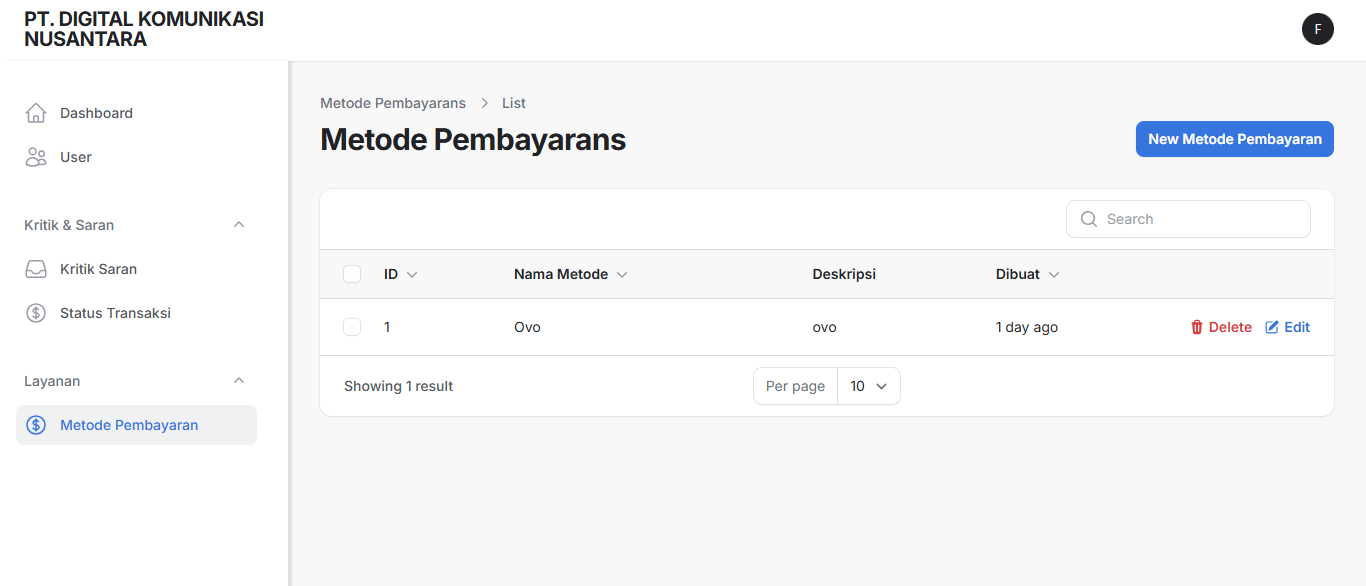 PT. DIGITAL KOMUNIKASI
NUSANTARA
F
Dashboard
User
Kritik & Saran
Kritik Saran
Status Transaksi
Layanan
Metode Pembayaran
Metode Pembayarans > List
Metode Pembayarans
New Metode Pembayaran
Search
ID Nama Metode Deskripsi Dibuat
1 Ovo ovo 1 day ago Delete Edit
Showing 1 result Per page 10